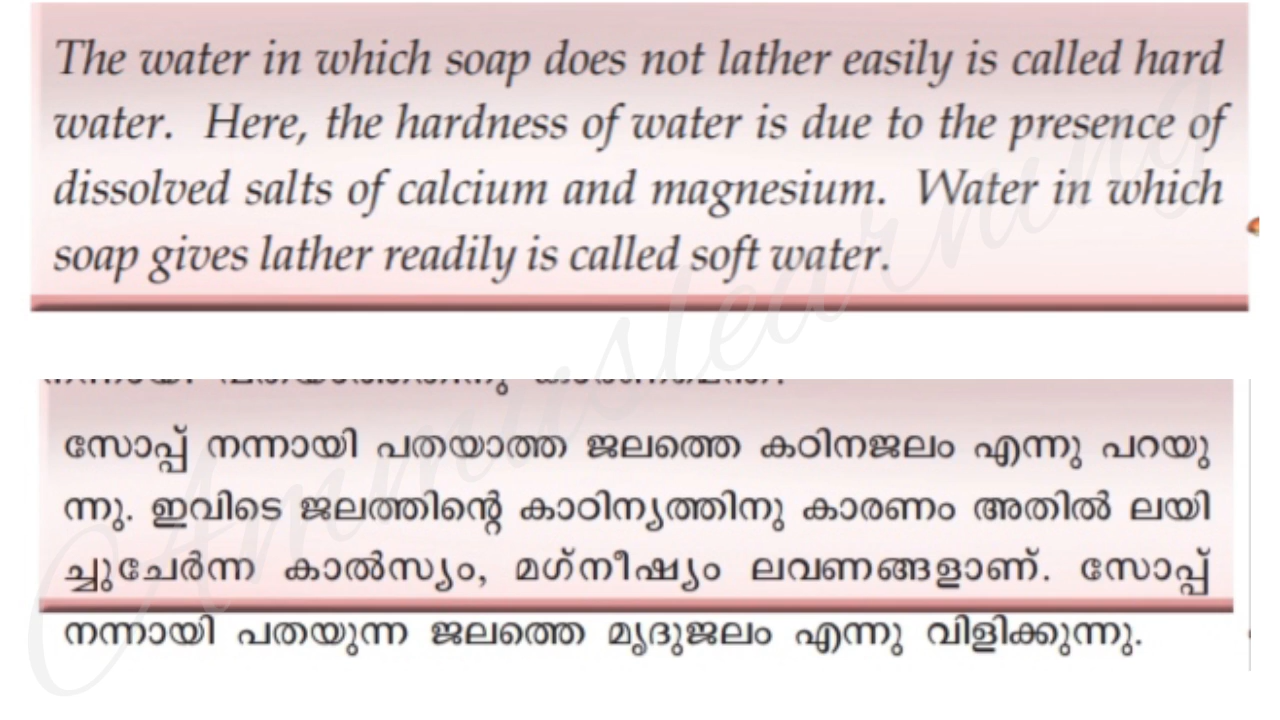 The water in which soap does not lather easily is called hard
water. Here, the hardness of water is due to the presence of
dissolved salts of calcium and magnesium. Water in which
soap gives lather readily is called soft water.
Ammuslearning
സോപ്പ് നന്നായി പതയാത്ത ജലത്തെ കഠിനജലം എന്നു പറയു
ന്നു. ഇവിടെ ജലത്തിന്റെ കാഠിന്യത്തിനു കാരണം അതിൽ ലയി
ച്ചുചേർന്ന കാൽസ്യം, മഗ്നീഷ്യം ലവണങ്ങളാണ്. സോപ്പ്
നന്നായി പതയുന്ന ജലത്തെ മൃദുജലം എന്നു വിളിക്കുന്നു.